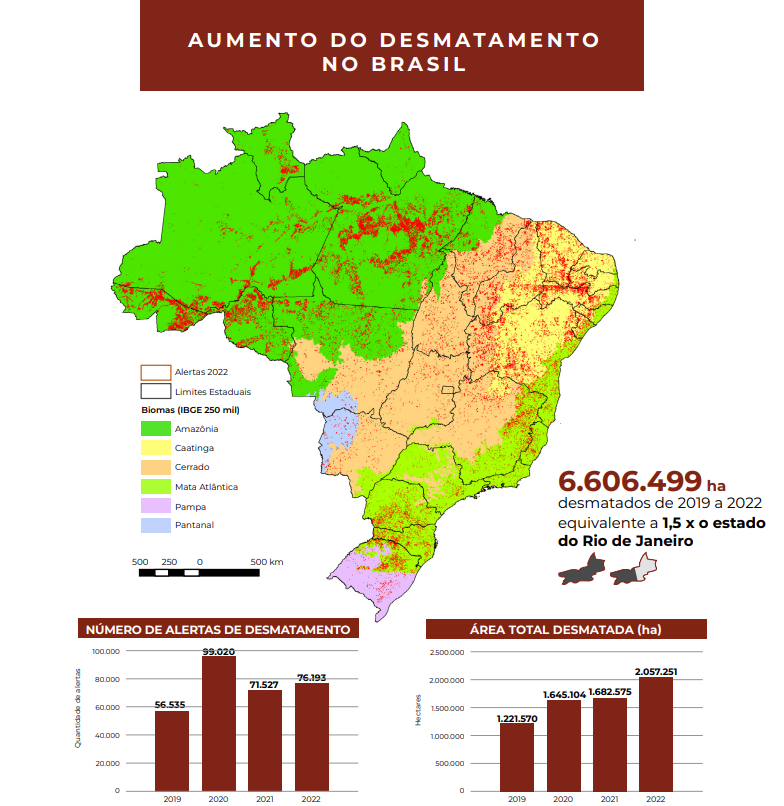 AUMENTO DO DESMATAMENTO
NO BRASIL
Alertas 2022
Limites Estaduais
Biomas (IBGE 250 mil)
Amazônia
Caatinga
Cerrado
Mata Atlântica
Pampa
Pantanal
500 250 0 500 km
6.606.499 ha
desmatados de 2019 a 2022
equivalente a 1,5 x o estado
do Rio de Janeiro
NÚMERO DE ALERTAS DE DESMATAMENTO
Quantidade de alertas
100.000
80.000
60.000
40.000
20.000
0
56.535
99.020
71.527
76.193
2019 2020 2021 2022
ÁREA TOTAL DESMATADA (ha)
Hectares
2.500.000
2.000.000
1.500.000
1.000.000
500.000
0
1.221.570
1.645.104
1.682.575
2.057.251
2019 2020 2021 2022